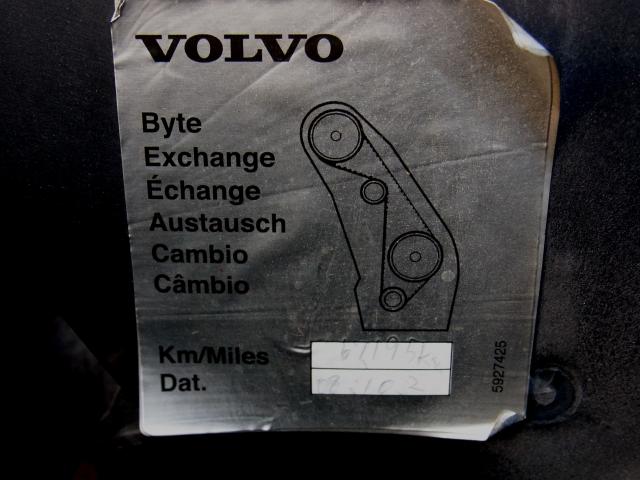 VOLVO
Byte
Exchange
Échange
Austausch
Cambio
Câmbio
Km/Miles
Dat.
5927425